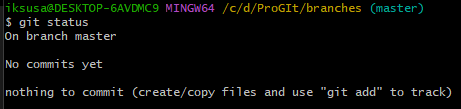 iksusa@DESKTOP-6AVDMC9 MINGW64 /c/d/ProGIt/branches (master)
$ git status
On branch master
No commits yet
nothing to commit (create/copy files and use "git add" to track)